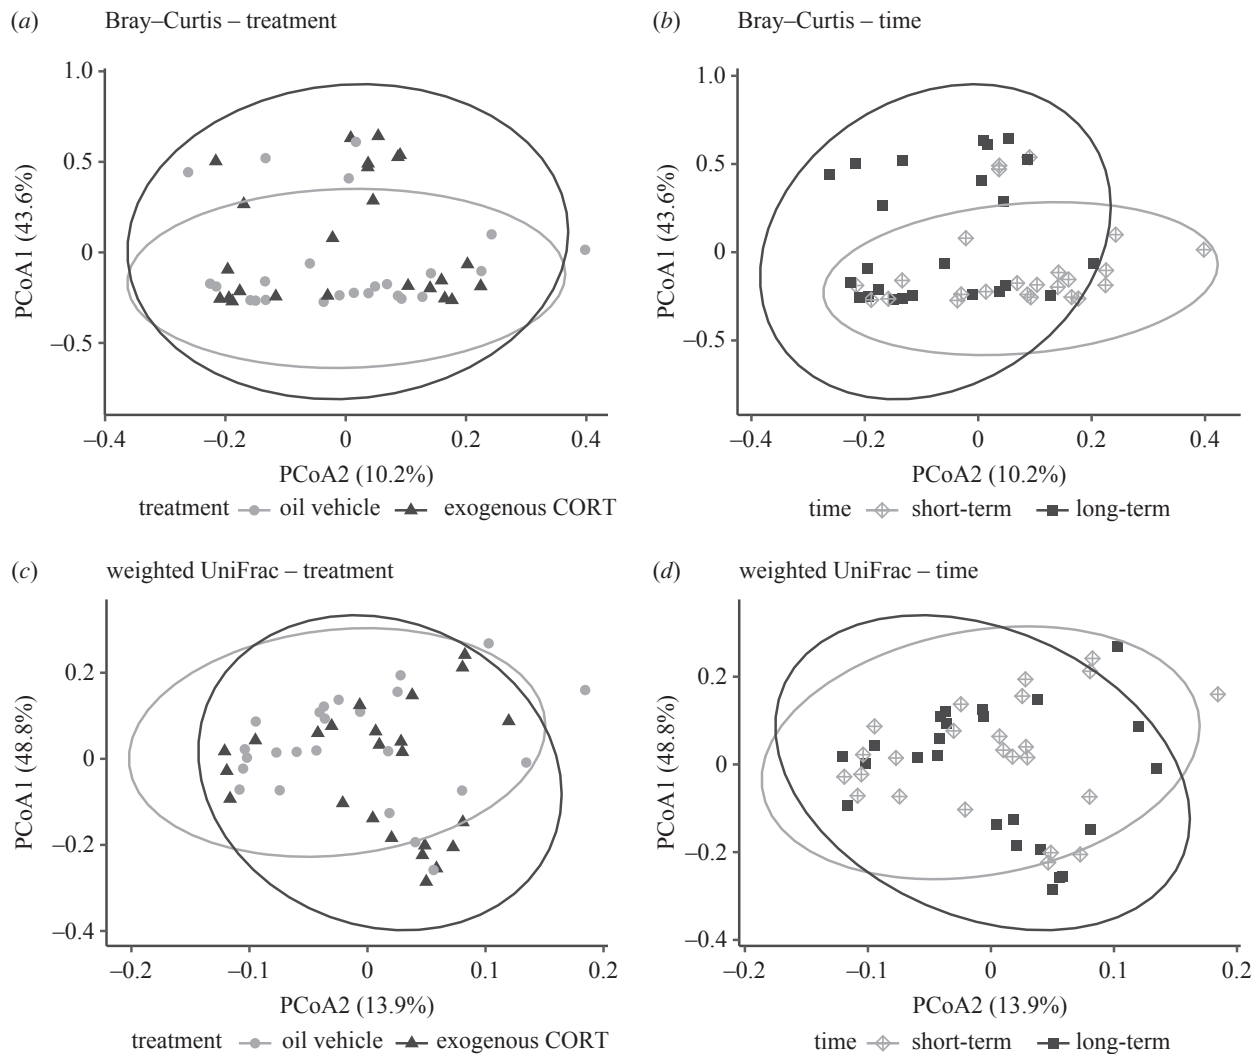 (a) Bray–Curtis – treatment
1.0
0.5
0
–0.5
PCoA1 (43.6%)
–0.4 –0.2 0 0.2 0.4
PCoA2 (10.2%)
treatment oil vehicle exogenous CORT
(b) Bray–Curtis – time
1.0
0.5
0
–0.5
PCoA1 (43.6%)
–0.4 –0.2 0 0.2 0.4
PCoA2 (10.2%)
time short-term long-term
(c) weighted UniFrac – treatment
0.2
0
–0.2
–0.4
PCoA1 (48.8%)
–0.2 –0.1 0 0.1 0.2
PCoA2 (13.9%)
treatment oil vehicle exogenous CORT
(d) weighted UniFrac – time
0.2
0
–0.2
–0.4
PCoA1 (48.8%)
–0.2 –0.1 0 0.1 0.2
PCoA2 (13.9%)
time short-term long-term